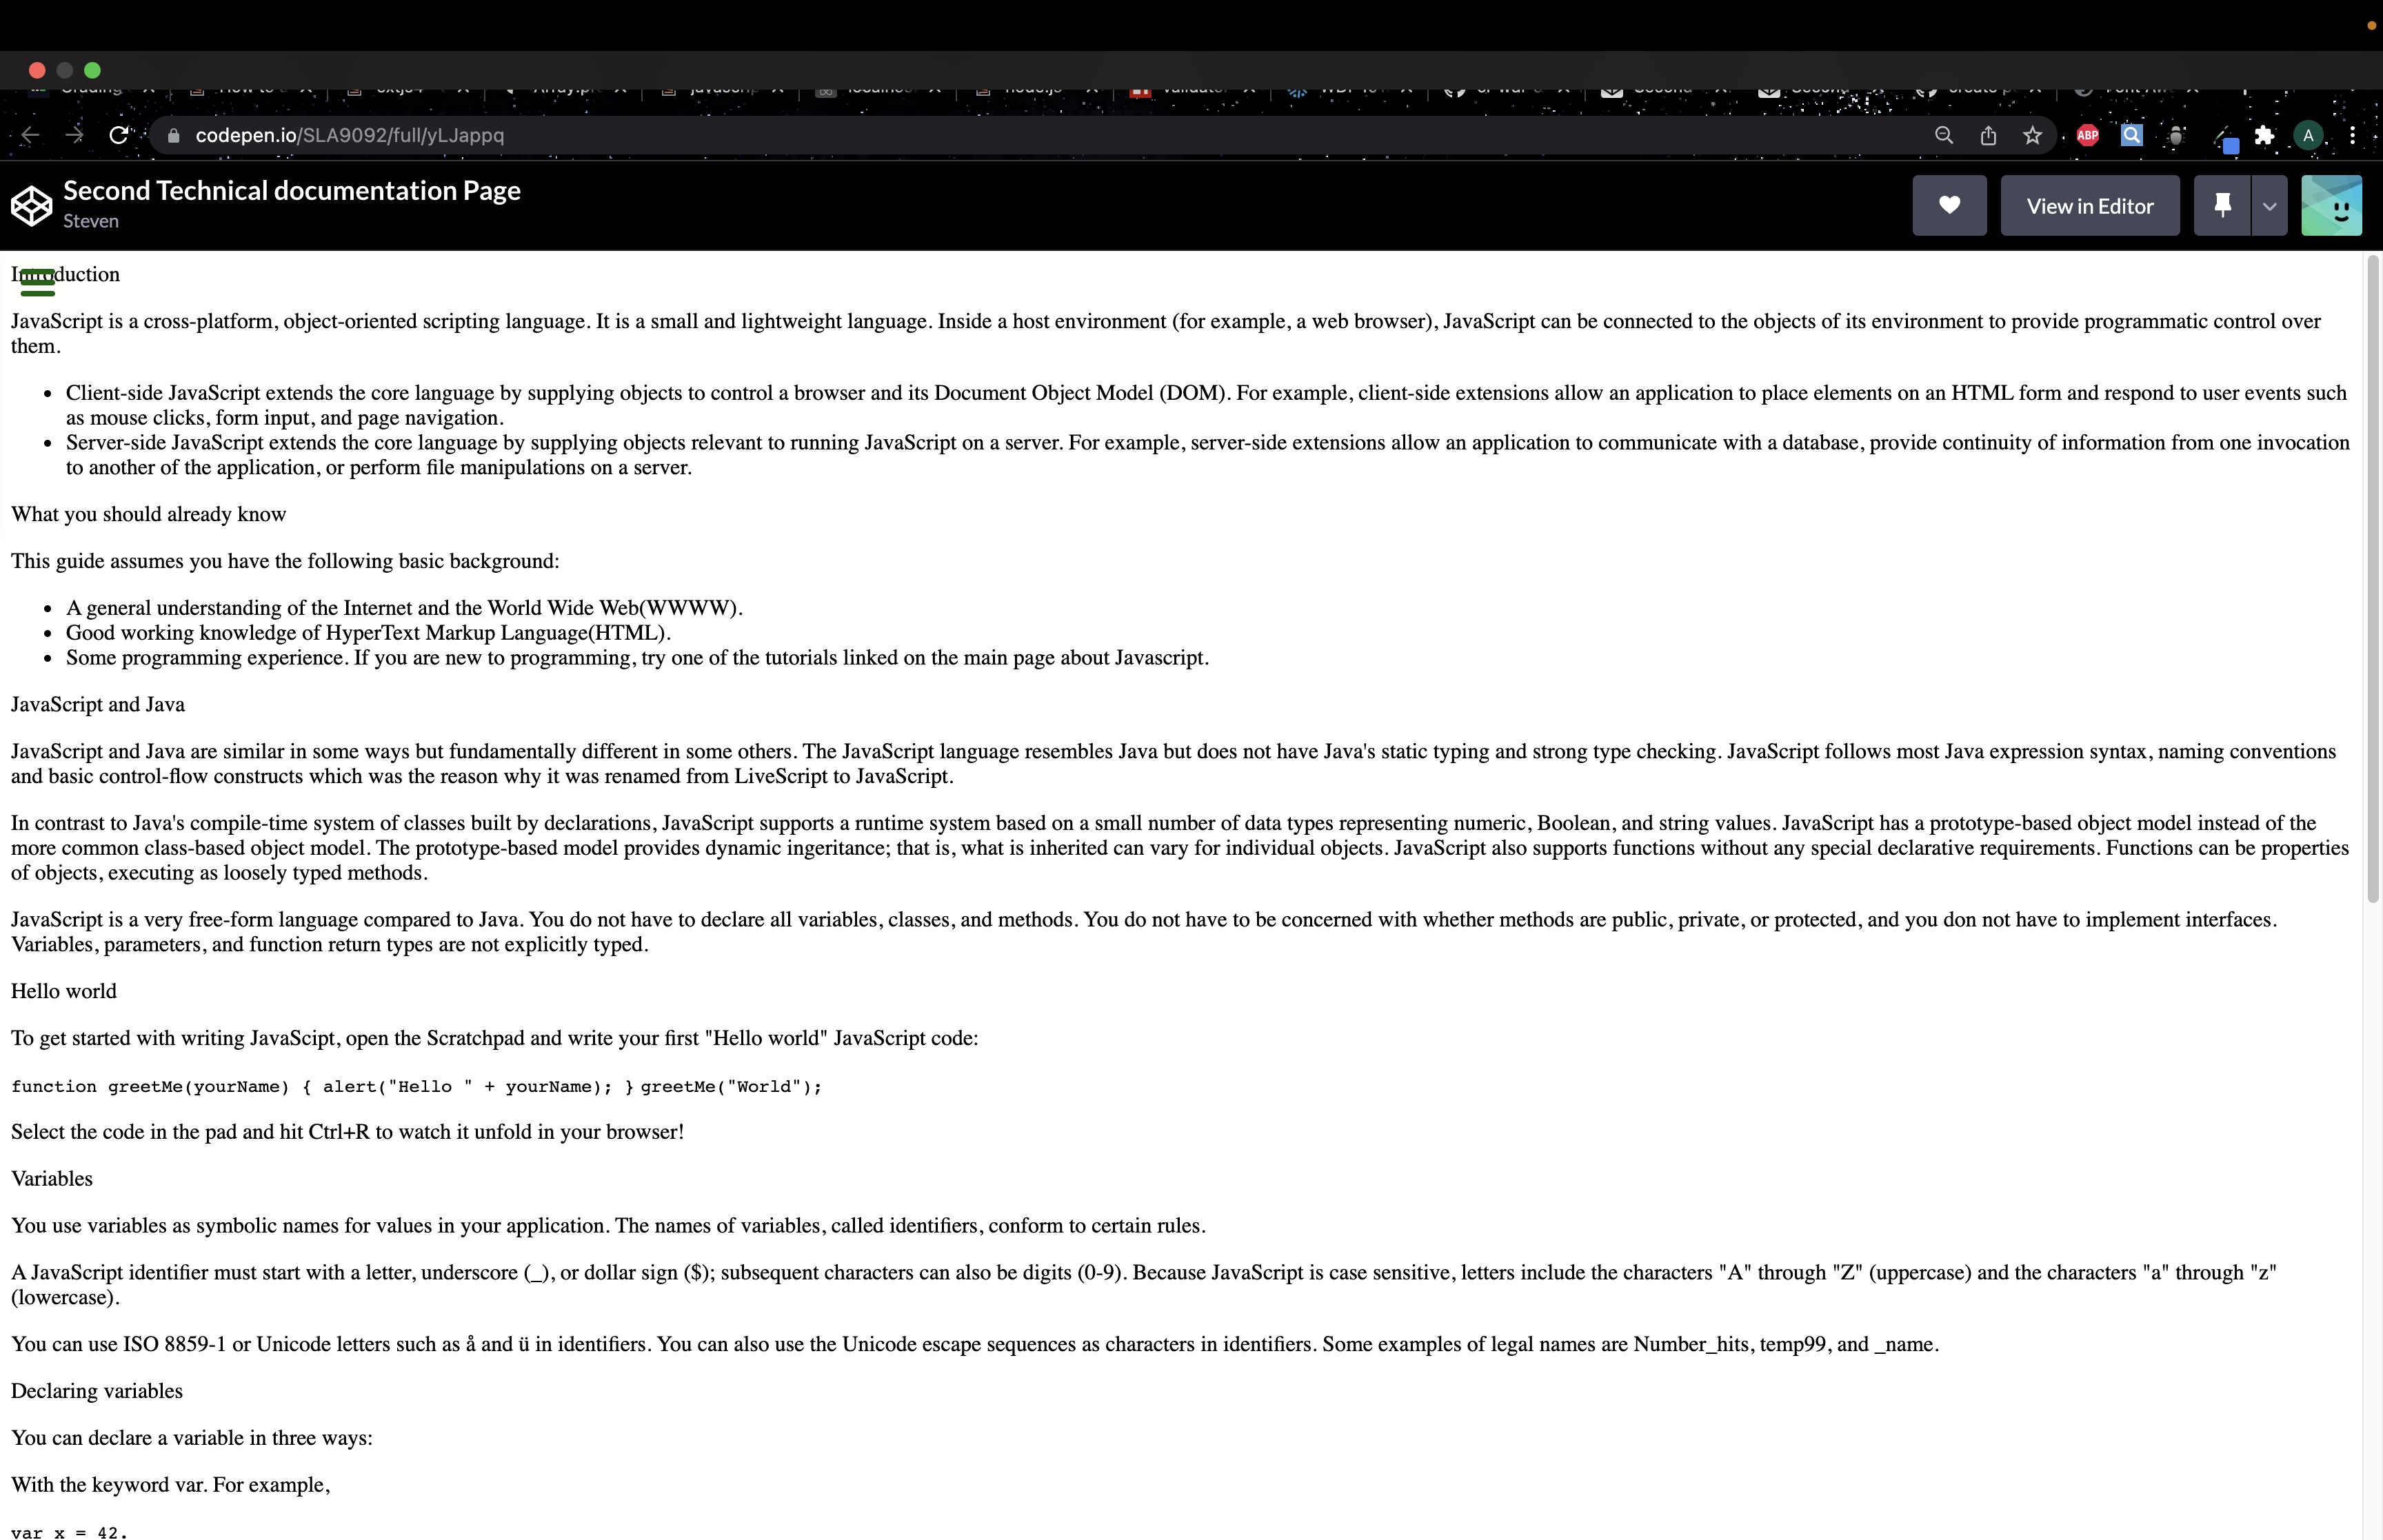 codepen.io/SLA9092/full/yLJappq
ABP
A
Second Technical documentation Page
Steven
View in Editor
Introduction
JavaScript is a cross-platform, object-oriented scripting language. It is a small and lightweight language. Inside a host environment (for example, a web browser), JavaScript can be connected to the objects of its environment to provide programmatic control over
them.
• Client-side JavaScript extends the core language by supplying objects to control a browser and its Document Object Model (DOM). For example, client-side extensions allow an application to place elements on an HTML form and respond to user events such
as mouse clicks, form input, and page navigation.
• Server-side JavaScript extends the core language by supplying objects relevant to running JavaScript on a server. For example, server-side extensions allow an application to communicate with a database, provide continuity of information from one invocation
to another of the application, or perform file manipulations on a server.
What you should already know
This guide assumes you have the following basic background:
• A general understanding of the Internet and the World Wide Web(WWWW).
• Good working knowledge of HyperText Markup Language(HTML).
• Some programming experience. If you are new to programming, try one of the tutorials linked on the main page about Javascript.
JavaScript and Java
JavaScript and Java are similar in some ways but fundamentally different in some others. The JavaScript language resembles Java but does not have Java's static typing and strong type checking. JavaScript follows most Java expression syntax, naming conventions
and basic control-flow constructs which was the reason why it was renamed from LiveScript to JavaScript.
In contrast to Java's compile-time system of classes built by declarations, JavaScript supports a runtime system based on a small number of data types representing numeric, Boolean, and string values. JavaScript has a prototype-based object model instead of the
more common class-based object model. The prototype-based model provides dynamic ingeritance; that is, what is inherited can vary for individual objects. JavaScript also supports functions without any special declarative requirements. Functions can be properties
of objects, executing as loosely typed methods.
JavaScript is a very free-form language compared to Java. You do not have to declare all variables, classes, and methods. You do not have to be concerned with whether methods are public, private, or protected, and you don not have to implement interfaces.
Variables, parameters, and function return types are not explicitly typed.
Hello world
To get started with writing JavaScipt, open the Scratchpad and write your first "Hello world" JavaScript code:
function greetMe(yourName) { alert("Hello " + yourName); } greetMe("World");
Select the code in the pad and hit Ctrl+R to watch it unfold in your browser!
Variables
You use variables as symbolic names for values in your application. The names of variables, called identifiers, conform to certain rules.
A JavaScript identifier must start with a letter, underscore (_), or dollar sign ($); subsequent characters can also be digits (0-9). Because JavaScript is case sensitive, letters include the characters "A" through "Z" (uppercase) and the characters "a" through "z"
(lowercase).
You can use ISO 8859-1 or Unicode letters such as å and ü in identifiers. You can also use the Unicode escape sequences as characters in identifiers. Some examples of legal names are Number_hits, temp99, and _name.
Declaring variables
You can declare a variable in three ways:
With the keyword var. For example,
var x = 42.